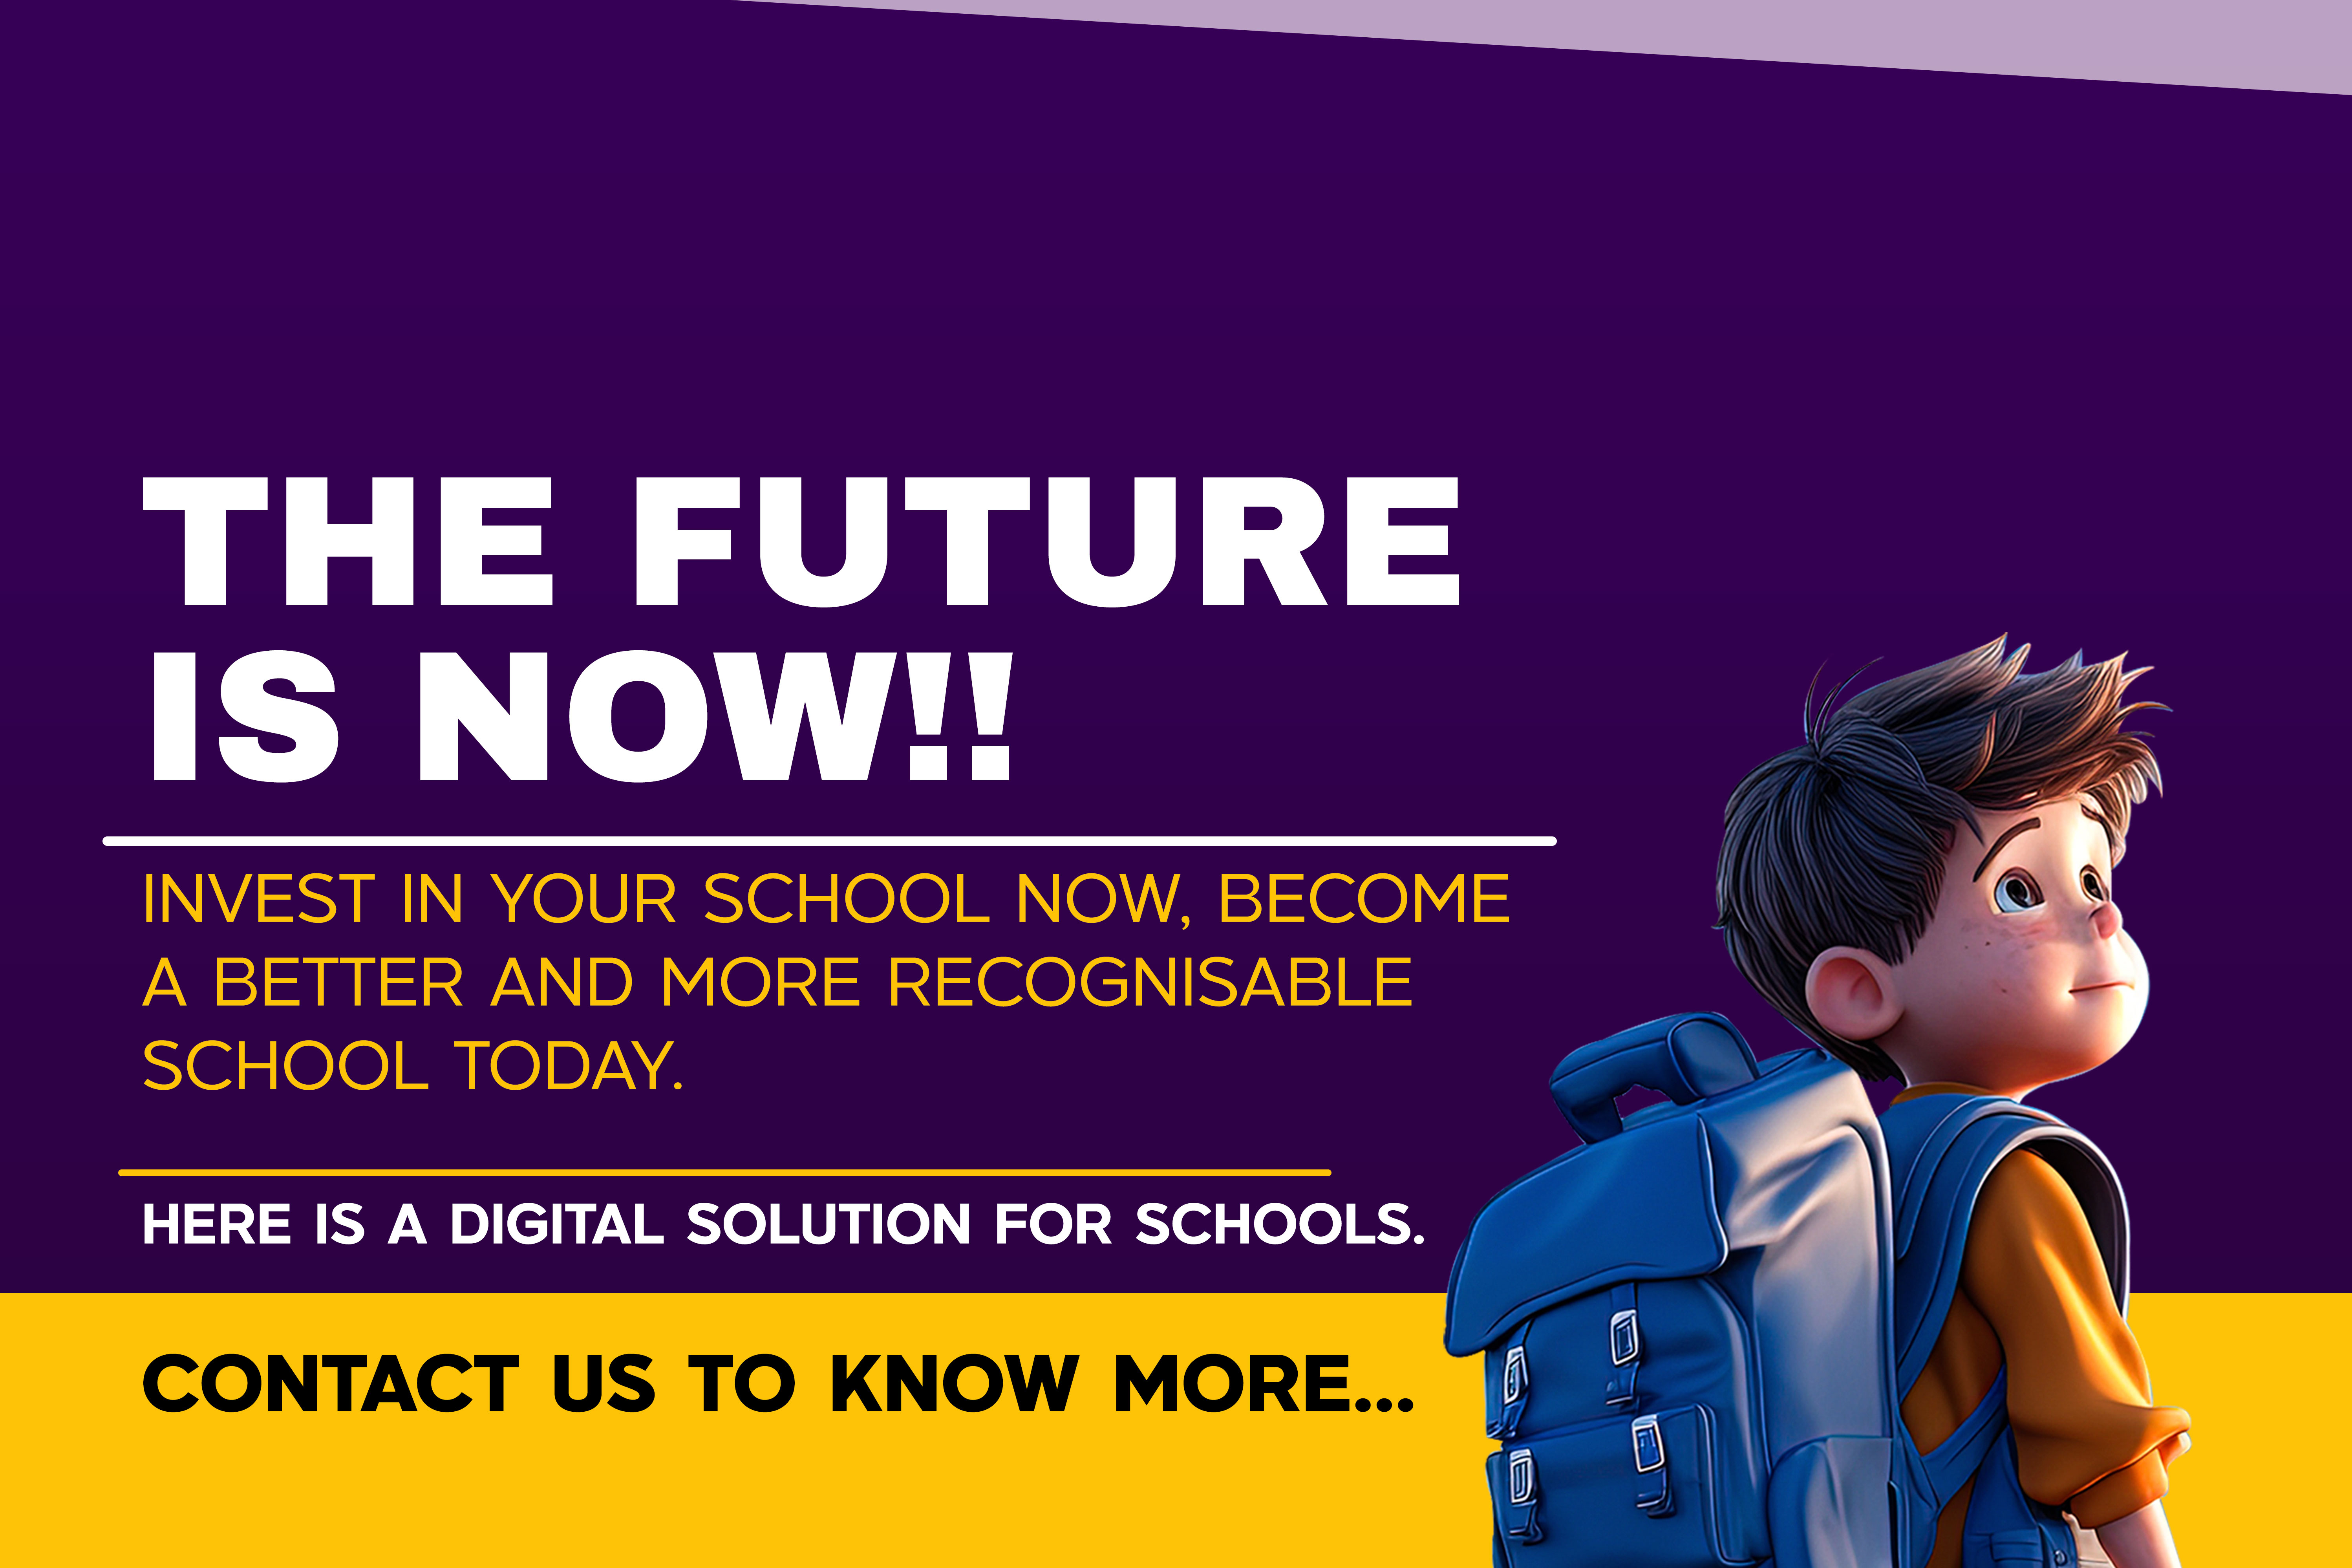 THE FUTURE
IS NOW!!
INVEST IN YOUR SCHOOL NOW, BECOME
A BETTER AND MORE RECOGNISABLE
SCHOOL TODAY.
HERE IS A DIGITAL SOLUTION FOR SCHOOLS.
CONTACT US TO KNOW MORE...